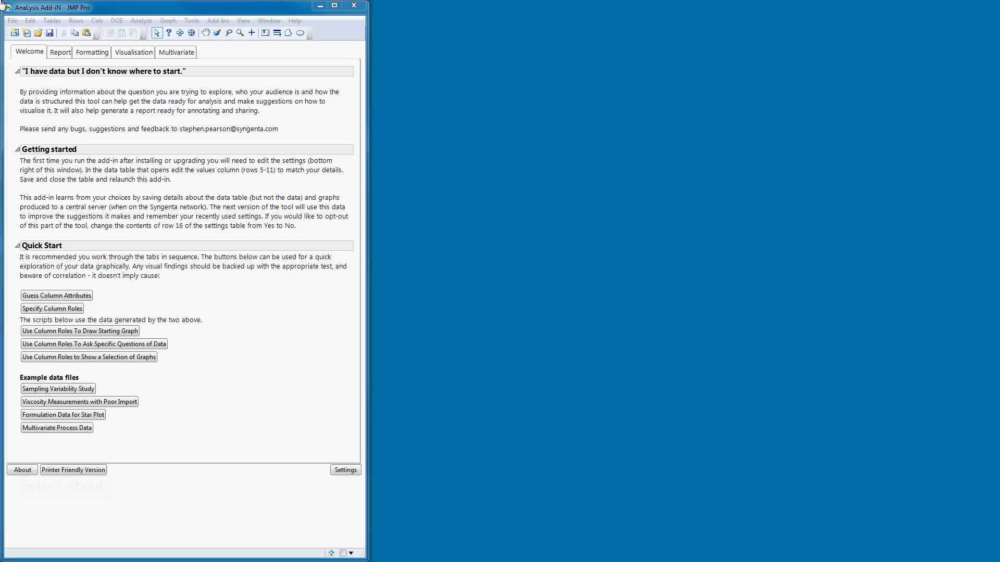 AnaLysis Add-iN - JMP Pro
File Edit Tables Rows Cols DOE Analyze Graph Tools Add-Ins View Window Help
Welcome Report Formatting Visualisation Multivariate
"I have data but I don't know where to start."
By providing information about the question you are trying to explore, who your audience is and how the
data is structured this tool can help get the data ready for analysis and make suggestions on how to
visualise it. It will also help generate a report ready for annotating and sharing.
Please send any bugs, suggestions and feedback to stephen.pearson@syngenta.com
Getting started
The first time you run the add-in after installing or upgrading you will need to edit the settings (bottom
right of this window). In the data table that opens edit the values column (rows 5-11) to match your details.
Save and close the table and relaunch this add-in.
This add-in learns from your choices by saving details about the data table (but not the data) and graphs
produced to a central server (when on the Syngenta network). The next version of the tool will use this data
to improve the suggestions it makes and remember your recently used settings. If you would like to opt-out
of this part of the tool, change the contents of row 16 of the settings table from Yes to No.
Quick Start
It is recommended you work through the tabs in sequence. The buttons below can be used for a quick
exploration of your data graphically. Any visual findings should be backed up with the appropriate test, and
beware of correlation - it doesn't imply cause!
Guess Column Attributes
Specify Column Roles
The scripts below use the data generated by the two above.
Use Column Roles To Draw Starting Graph
Use Column Roles To Ask Specific Questions of Data
Use Column Roles to Show a Selection of Graphs
Example data files
Sampling Variability Study
Viscosity Measurements with Poor Import
Formulation Data for Star Plot
Multivariate Process Data
About Printer Friendly Version Settings
Select About